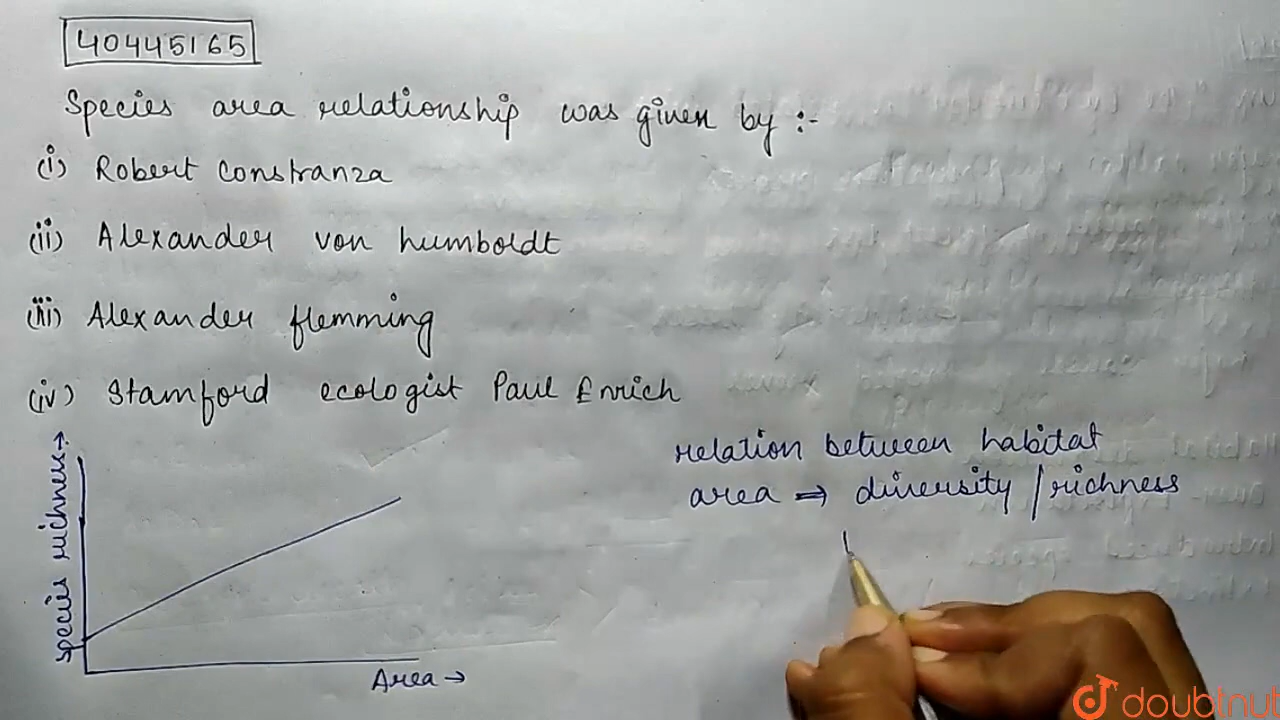 40445165
Species area relationship was given by :-
(i) Robert Constranza
(ii) Alexander von humboldt
(iii) Alexander flemming
(iv) Stamford ecologist Paul Enrich
Species richness →
Area →
relation between habitat
area ⇒ diversity / richness
doubtnut